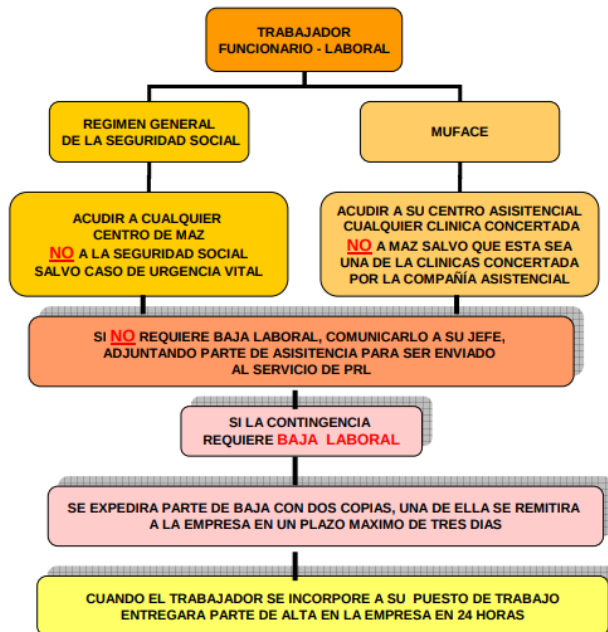 TRABAJADOR
FUNCIONARIO - LABORAL
REGIMEN GENERAL
DE LA SEGURIDAD SOCIAL
MUFACE
ACUDIR A CUALQUIER
CENTRO DE MAZ
NO A LA SEGURIDAD SOCIAL
SALVO CASO DE URGENCIA VITAL
ACUDIR A SU CENTRO ASISITENCIAL
CUALQUIER CLINICA CONCERTADA
NO A MAZ SALVO QUE ESTA SEA
UNA DE LA CLINICAS CONCERTADA
POR LA COMPAÑÍA ASISTENCIAL
SI NO REQUIERE BAJA LABORAL, COMUNICARLO A SU JEFE,
ADJUNTANDO PARTE DE ASISITENCIA PARA SER ENVIADO
AL SERVICIO DE PRL
SI LA CONTINGENCIA
REQUIERE BAJA LABORAL
SE EXPEDIRA PARTE DE BAJA CON DOS COPIAS, UNA DE ELLA SE REMITIRA
A LA EMPRESA EN UN PLAZO MAXIMO DE TRES DIAS
CUANDO EL TRABAJADOR SE INCORPORE A SU PUESTO DE TRABAJO
ENTREGARA PARTE DE ALTA EN LA EMPRESA EN 24 HORAS